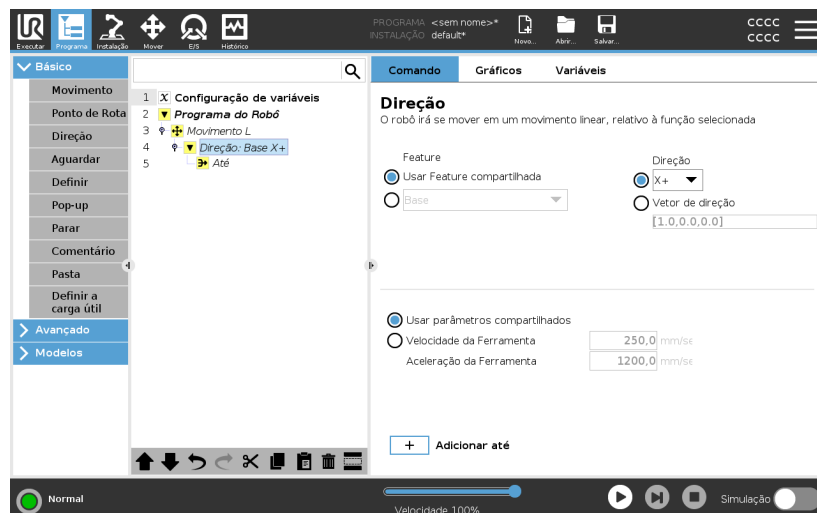 PROGRAMA <sem nome>*
INSTALAÇÃO default*
Executar
Programa
Instalação
Mover
E/S
Histórico
Novo...
Abrir...
Salvar...
cccc
cccc
Básico
Movimento
Ponto de Rota
Direção
Aguardar
Definir
Pop-up
Parar
Comentário
Pasta
Definir a
carga útil
Avançado
Modelos
1 X Configuração de variáveis
2 Programa do Robô
3 Movimento L
4 Direção: Base X+
5 Até
Comando Gráficos Variáveis
Direção
O robô irá se mover em um movimento linear, relativo à função selecionada
Feature
Usar Feature compartilhada
Base
Direção
X+
Vetor de direção
[1.0,0.0,0.0]
Usar parâmetros compartilhados
Velocidade da Ferramenta 250,0 mm/s
Aceleração da Ferramenta 1200,0 mm/s
+ Adicionar até
Normal
Velocidade 100%
Simulação